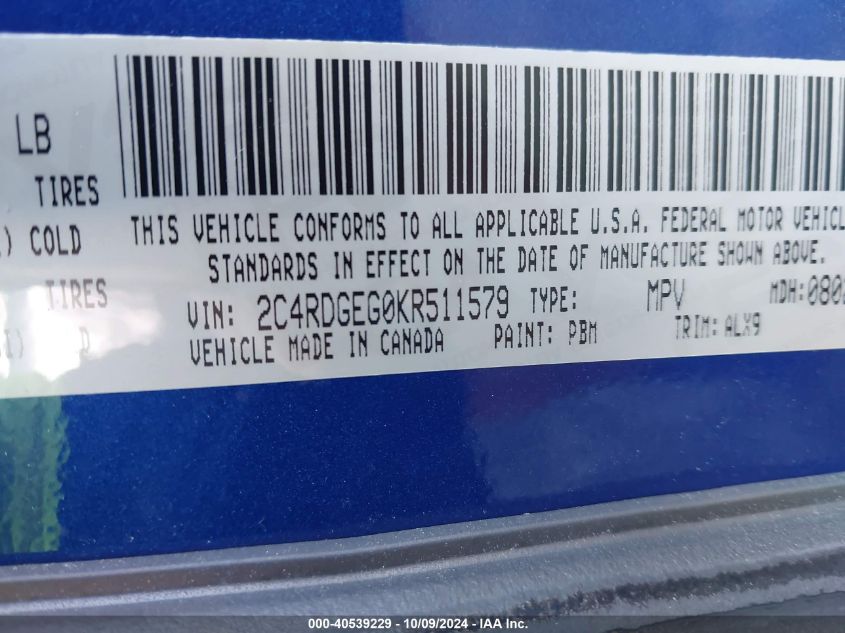 LB
TIRES
COLD
THIS VEHICLE CONFORMS TO ALL APPLICABLE U.S.A. FEDERAL MOTOR VEHICL
STANDARDS IN EFFECT ON THE DATE OF MANUFACTURE SHOWN ABOVE.
TIRES
VIN: 2C4RDGEG0KR511579 TYPE: MPV MDH:080
VEHICLE MADE IN CANADA PAINT: PBM TRIM: ALX9
000-40539229 - 10/09/2024 - IAA Inc.